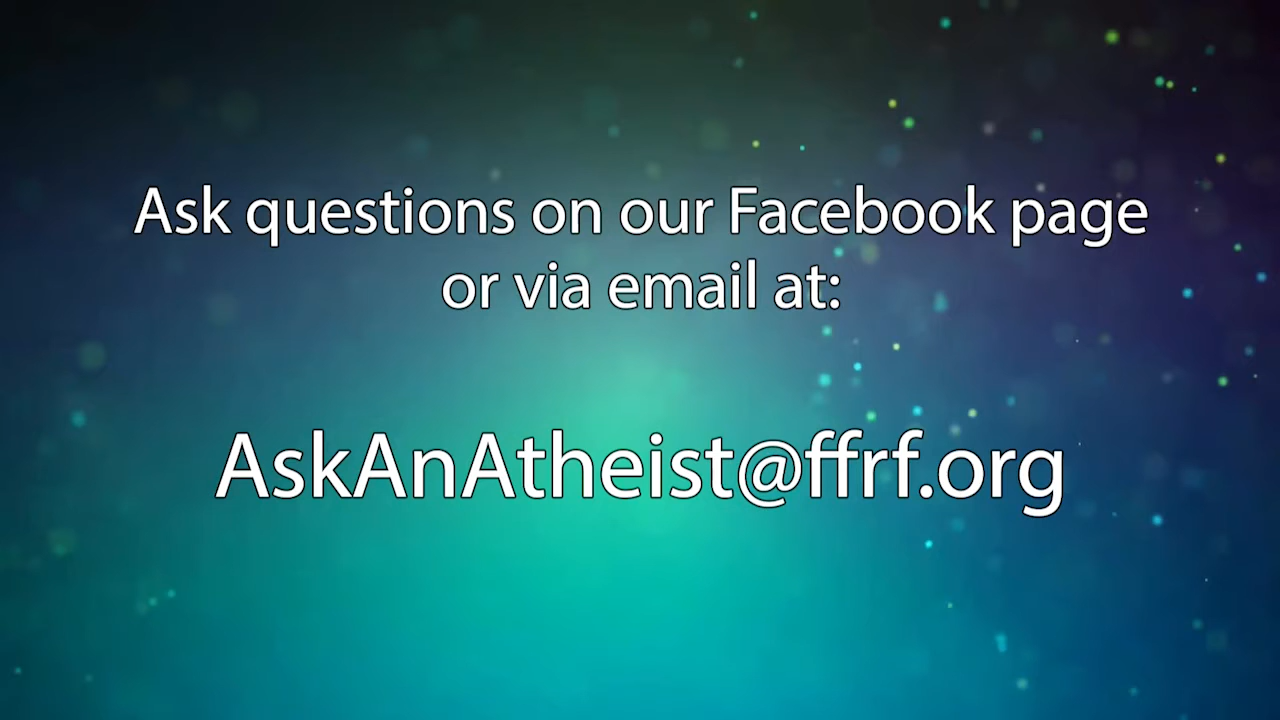 Ask questions on our Facebook page
or via email at:
AskAnAtheist@ffrf.org